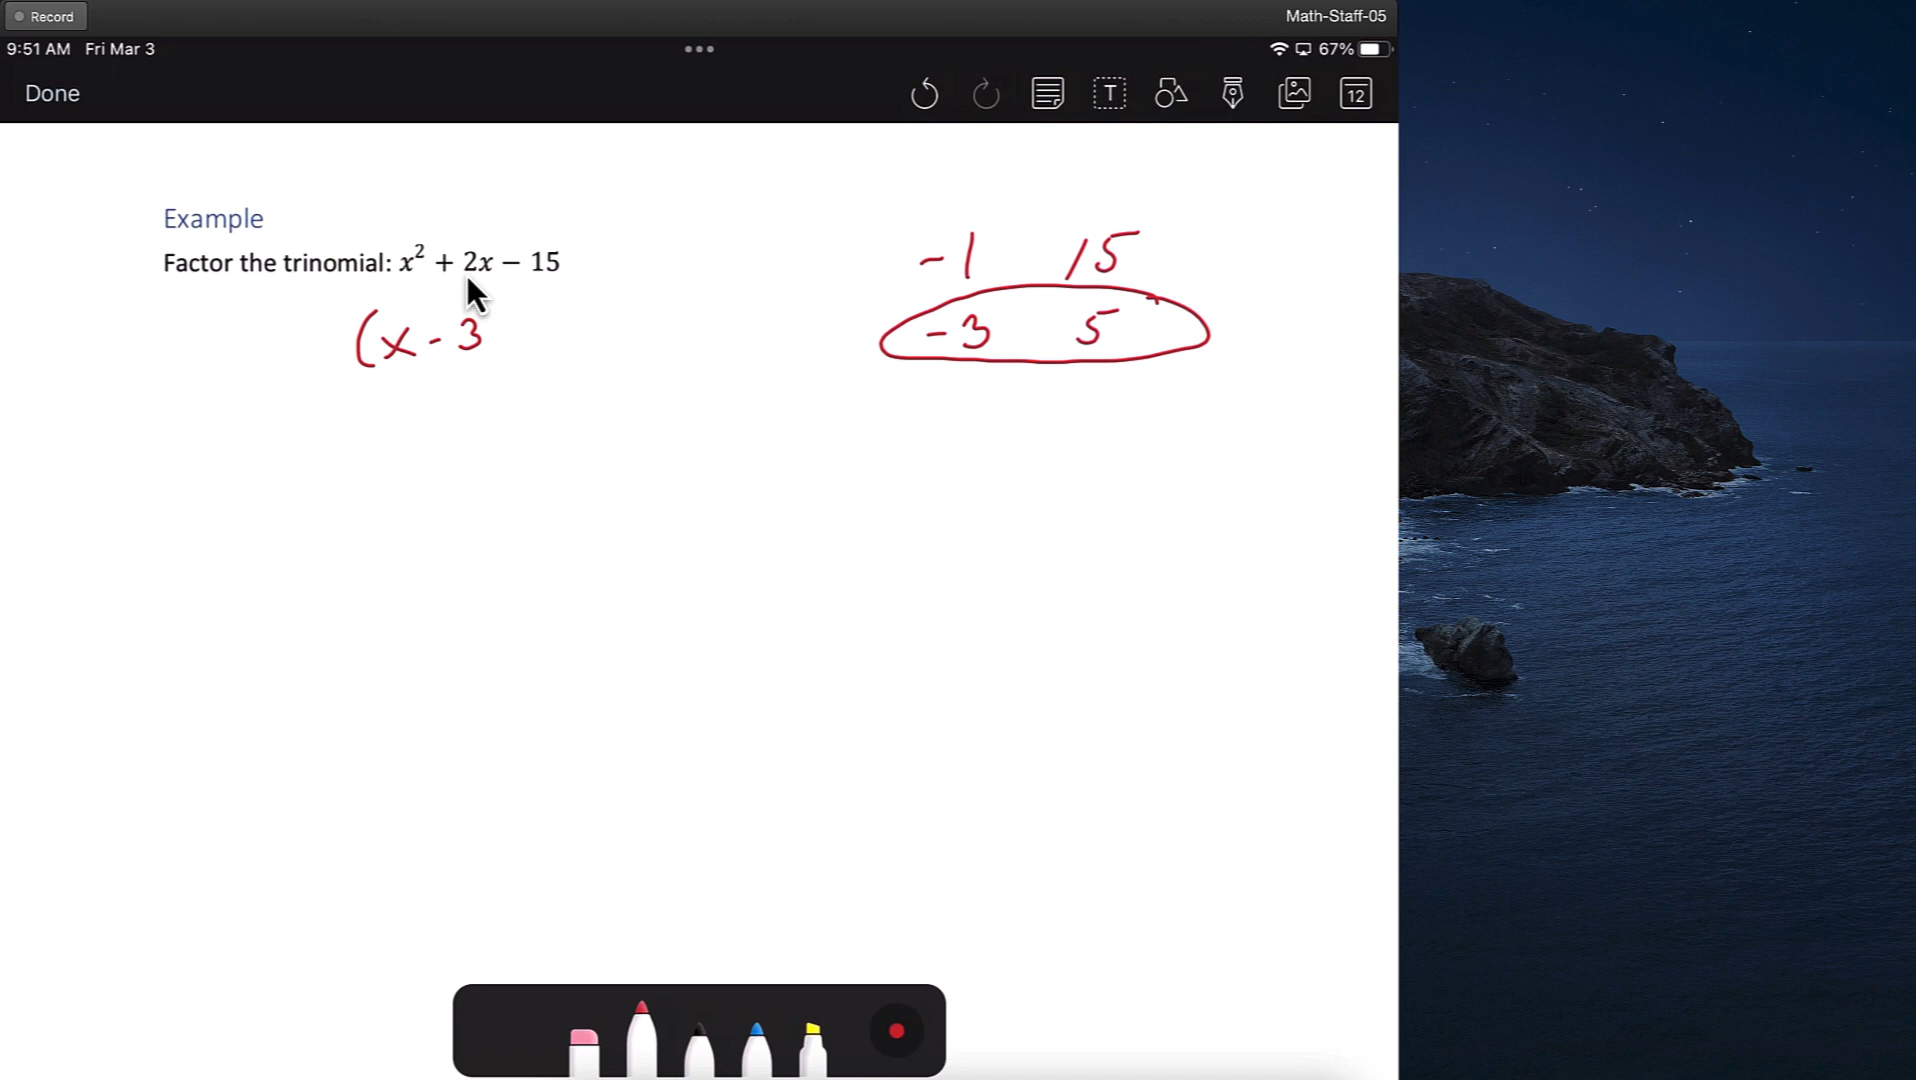 Record
Math-Staff-05
9:51 AM Fri Mar 3
67%
Done
T
12
Example
Factor the trinomial: x² + 2x − 15
(x - 3
-1 15
-3 5